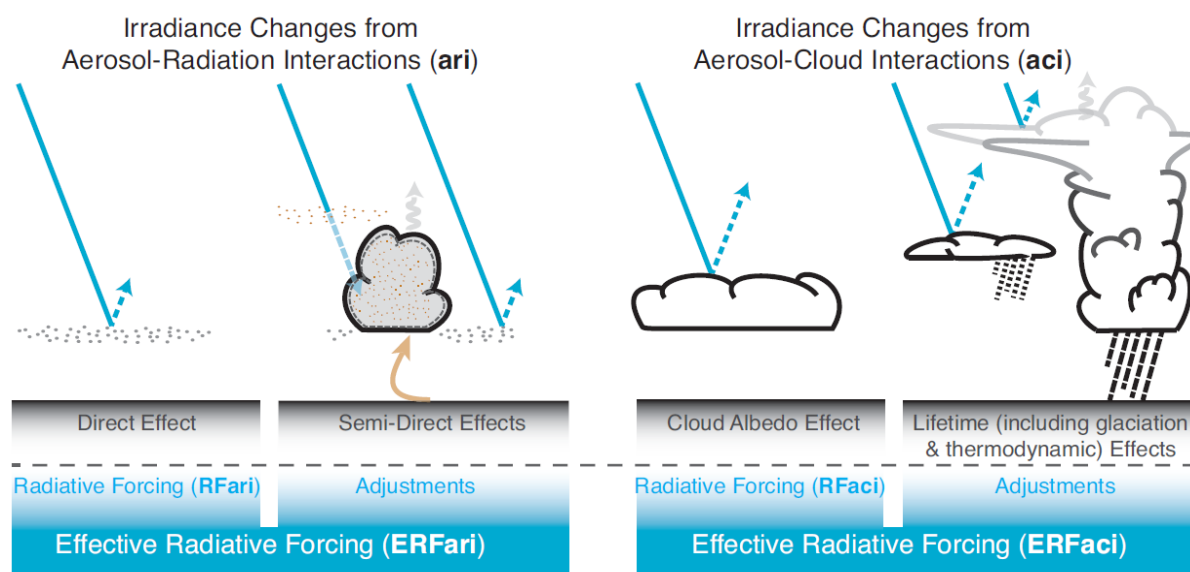 Irradiance Changes from
Aerosol-Radiation Interactions (ari)
Direct Effect
Semi-Direct Effects
Radiative Forcing (RFari)
Adjustments
Effective Radiative Forcing (ERFari)
Irradiance Changes from
Aerosol-Cloud Interactions (aci)
Cloud Albedo Effect
Lifetime (including glaciation
& thermodynamic) Effects
Radiative Forcing (RFaci)
Adjustments
Effective Radiative Forcing (ERFaci)